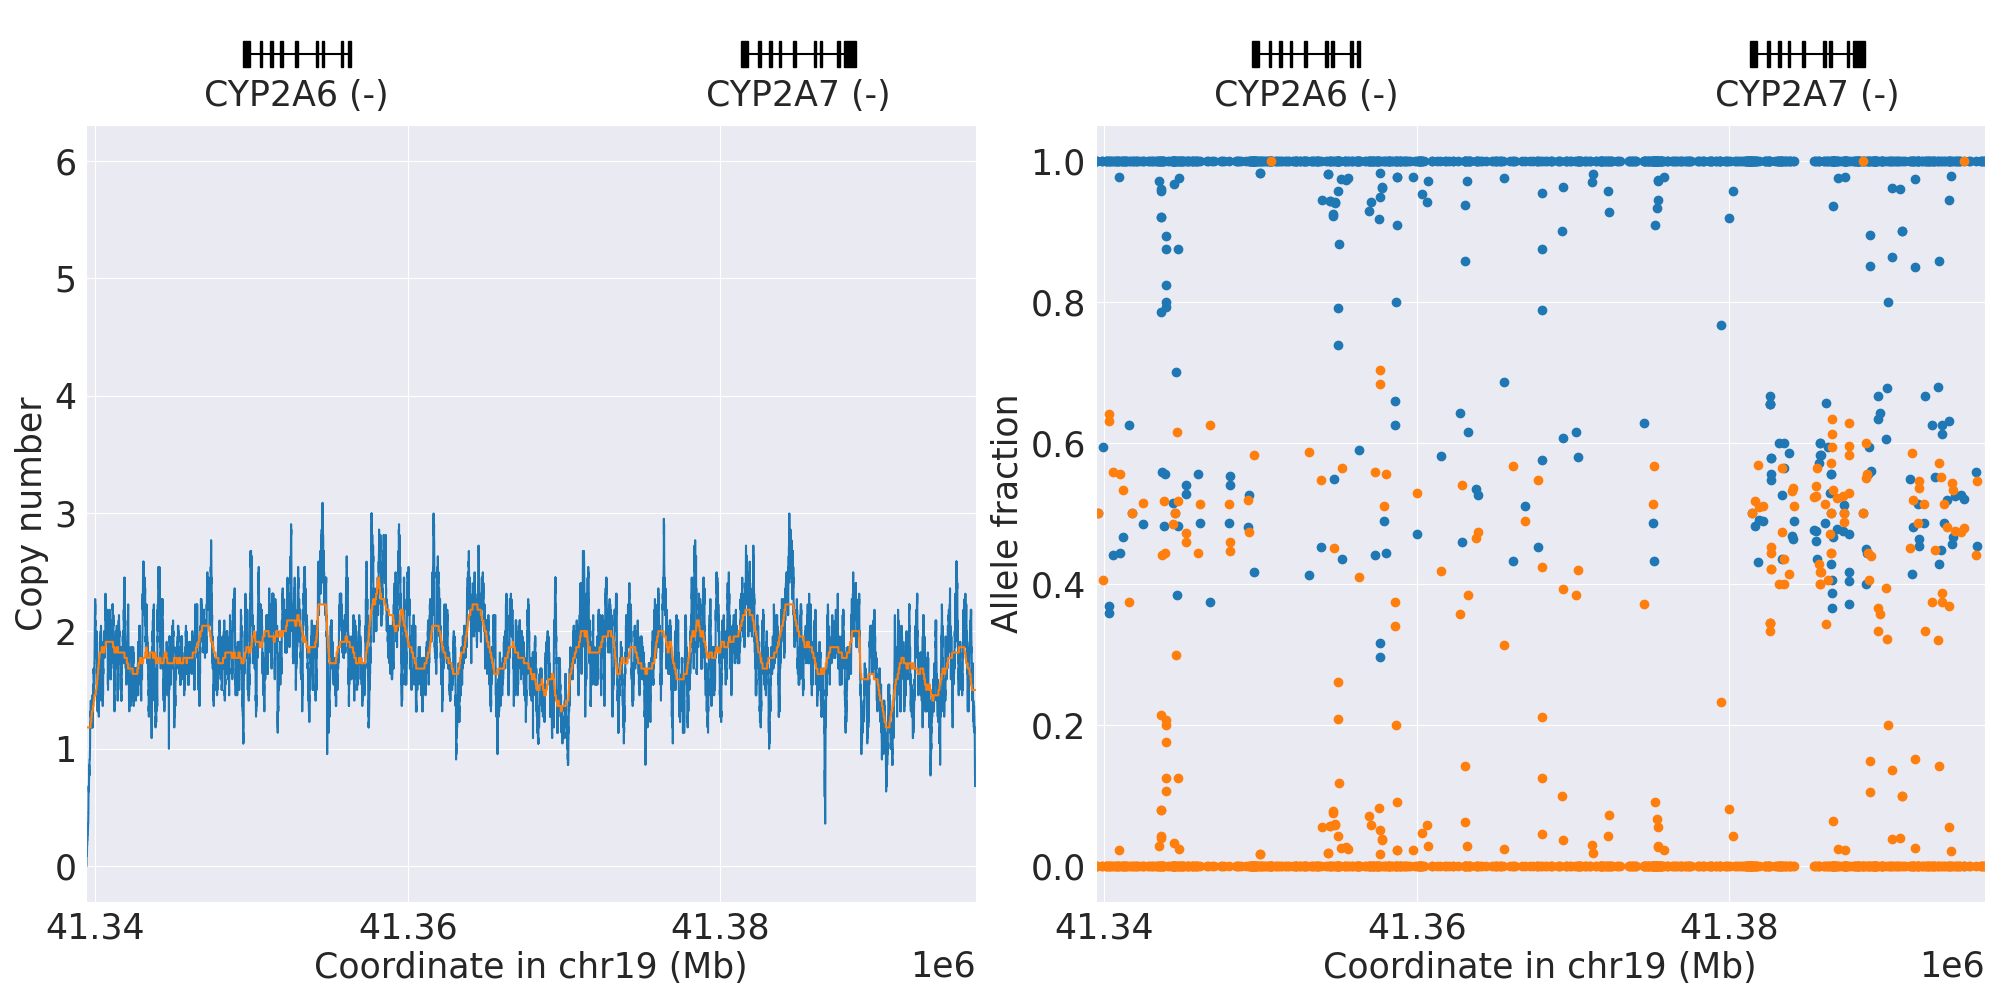 CYP2A6 (-)
CYP2A7 (-)
6
5
4
3
2
1
0
Copy number
41.34
41.36
41.38
Coordinate in chr19 (Mb)
1e6
CYP2A6 (-)
CYP2A7 (-)
1.0
0.8
0.6
0.4
0.2
0.0
Allele fraction
41.34
41.36
41.38
Coordinate in chr19 (Mb)
1e6